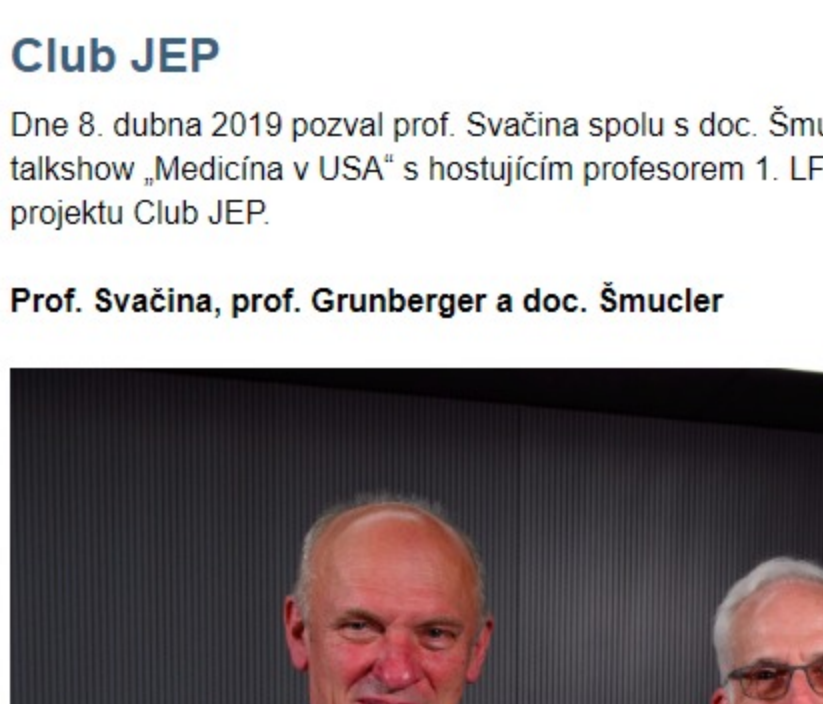 Club JEP
Dne 8. dubna 2019 pozval prof. Svačina spolu s doc.
talkshow „Medicína v USA“ s hostujícím profesorem 1. LF
projektu Club JEP.
Prof. Svačina, prof. Grunberger a doc. Šmucler